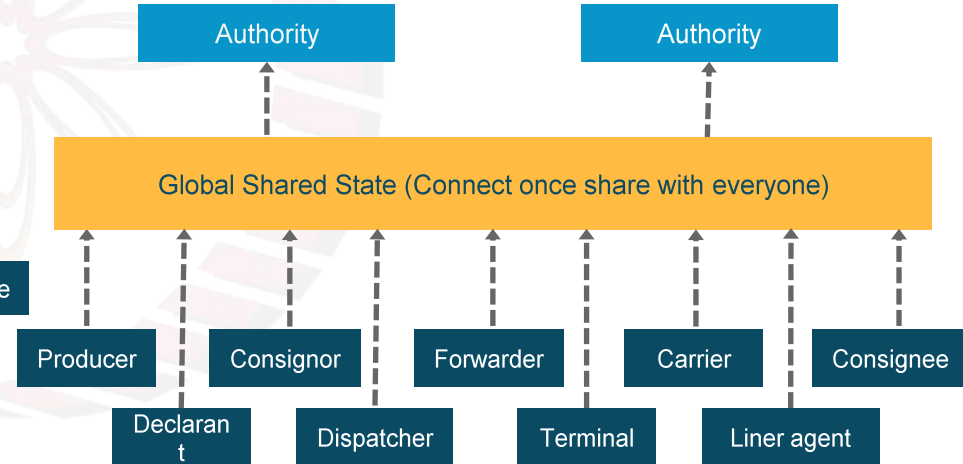 Authority
Authority
Global Shared State (Connect once share with everyone)
e
Producer
Consignor
Forwarder
Carrier
Consignee
Declaran
t
Dispatcher
Terminal
Liner agent